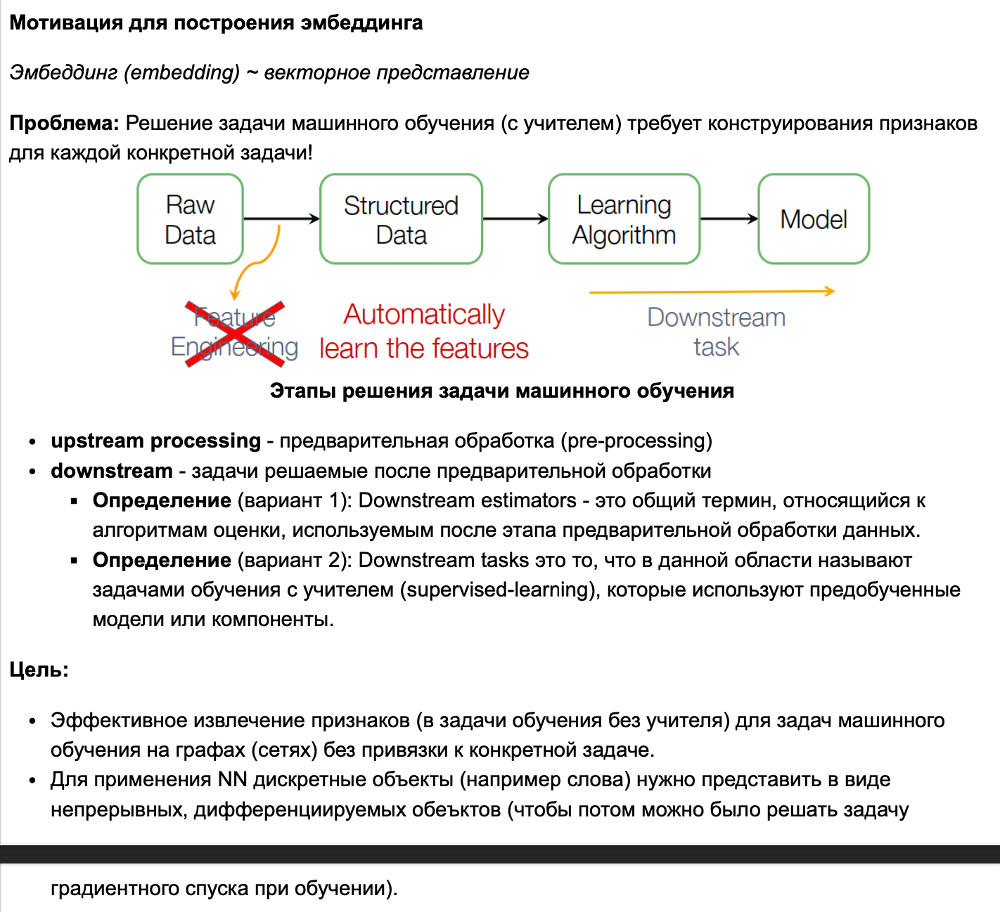 Мотивация для построения эмбеддинга
Эмбеддинг (embedding) ~ векторное представление
Проблема: Решение задачи машинного обучения (с учителем) требует конструирования признаков
для каждой конкретной задачи!
Raw
Data
Structured
Data
Learning
Algorithm
Model
Feature
Engineering
Automatically
learn the features
Downstream
task
Этапы решения задачи машинного обучения
• upstream processing - предварительная обработка (pre-processing)
• downstream - задачи решаемые после предварительной обработки
▪ Определение (вариант 1): Downstream estimators - это общий термин, относящийся к
алгоритмам оценки, используемым после этапа предварительной обработки данных.
▪ Определение (вариант 2): Downstream tasks это то, что в данной области называют
задачами обучения с учителем (supervised-learning), которые используют предобученные
модели или компоненты.
Цель:
• Эффективное извлечение признаков (в задачи обучения без учителя) для задач машинного
обучения на графах (сетях) без привязки к конкретной задаче.
• Для применения NN дискретные объекты (например слова) нужно представить в виде
непрерывных, дифференциируемых обеъктов (чтобы потом можно было решать задачу
градиентного спуска при обучении).